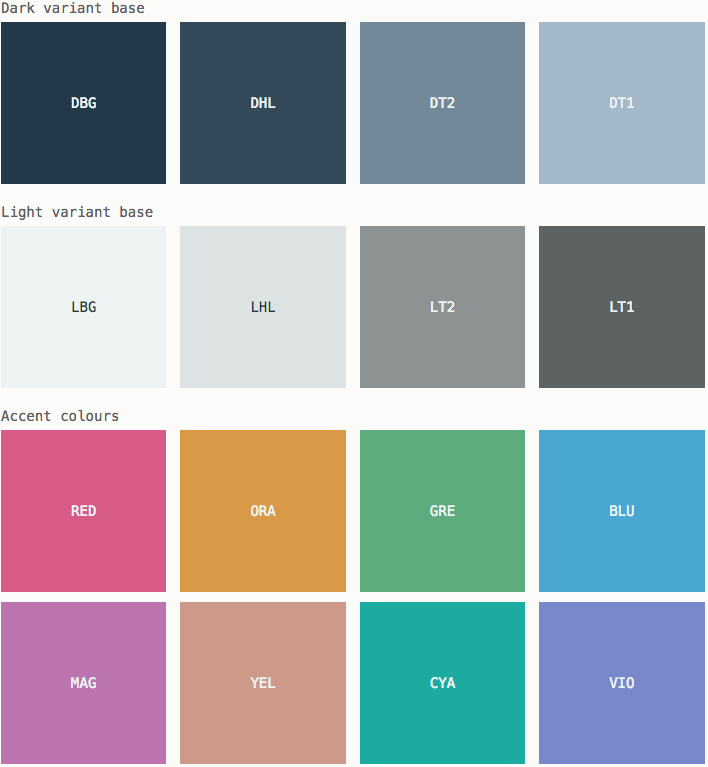 Dark variant base
DBG DHL DT2 DT1
Light variant base
LBG LHL LT2 LT1
Accent colours
RED ORA GRE BLU
MAG YEL CYA VIO